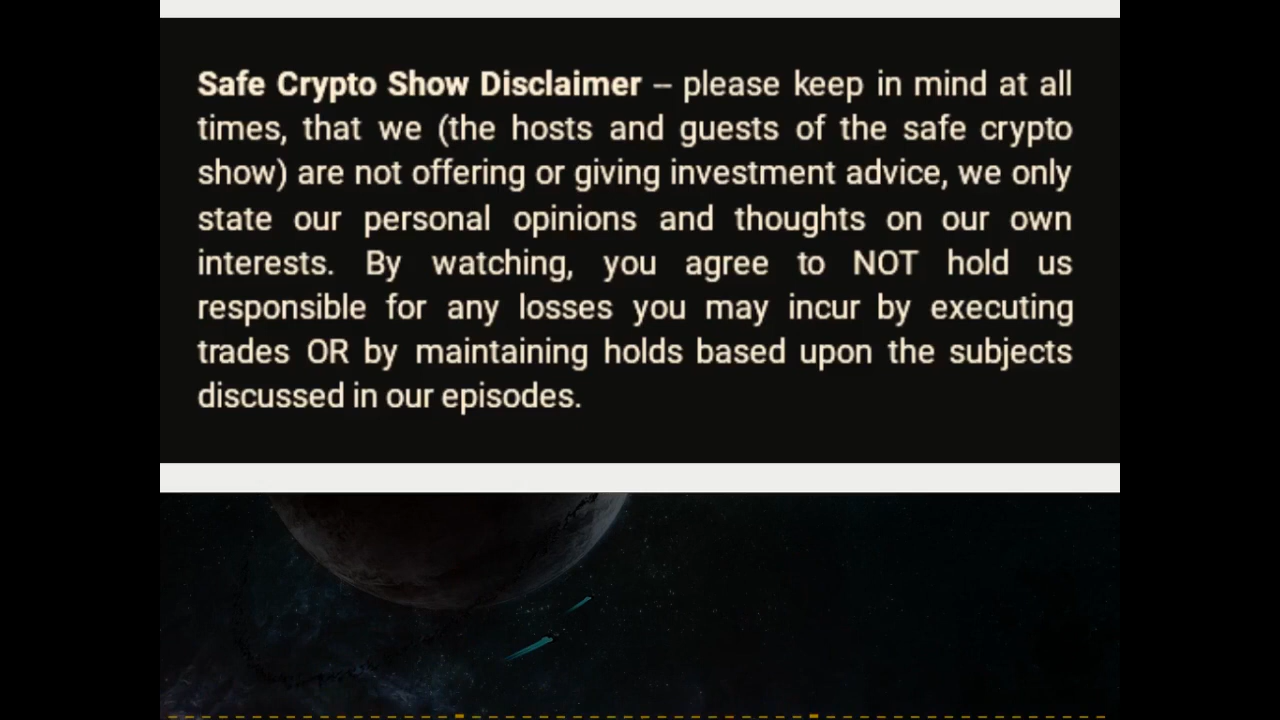 Safe Crypto Show Disclaimer – please keep in mind at all
times, that we (the hosts and guests of the safe crypto
show) are not offering or giving investment advice, we only
state our personal opinions and thoughts on our own
interests. By watching, you agree to NOT hold us
responsible for any losses you may incur by executing
trades OR by maintaining holds based upon the subjects
discussed in our episodes.